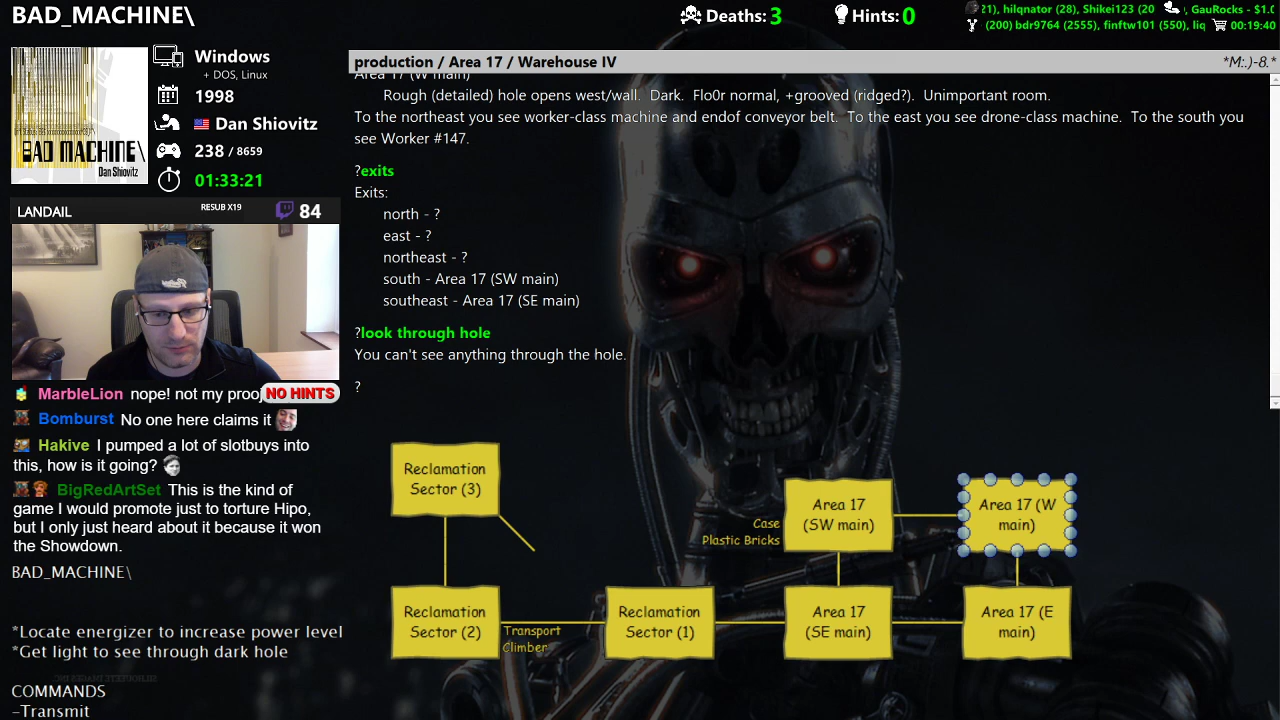 BAD_MACHINE\
Deaths: 3
Hints: 0
21), hilqnator (28), Shikei123 (20
, GauRocks - $1.0
(200) bdr9764 (2555), finftw101 (550), liq
00:19:40
BAD MACHINE\
Dan Shiovitz
Windows
+ DOS, Linux
1998
Dan Shiovitz
238 / 8659
01:33:21
LANDAIL
RESUB X19
84
MarbleLion nope! not my prooj
NO HINTS
Bomburst No one here claims it
Hakive I pumped a lot of slotbuys into
this, how is it going?
BigRedArtSet This is the kind of
game I would promote just to torture Hipo,
but I only just heard about it because it won
the Showdown.
BAD_MACHINE\
*Locate energizer to increase power level
*Get light to see through dark hole
COMMANDS
-Transmit
production / Area 17 / Warehouse IV
*M:.)-8.*
Area 17 (W main)
Rough (detailed) hole opens west/wall. Dark. Flo0r normal, +grooved (ridged?). Unimportant room.
To the northeast you see worker-class machine and endof conveyor belt. To the east you see drone-class machine. To the south you
see Worker #147.
?exits
Exits:
north - ?
east - ?
northeast - ?
south - Area 17 (SW main)
southeast - Area 17 (SE main)
?look through hole
You can't see anything through the hole.
?
Reclamation
Sector (3)
Area 17
(SW main)
Area 17 (W
main)
Case
Plastic Bricks
Reclamation
Sector (2)
Transport
Climber
Reclamation
Sector (1)
Area 17
(SE main)
Area 17 (E
main)